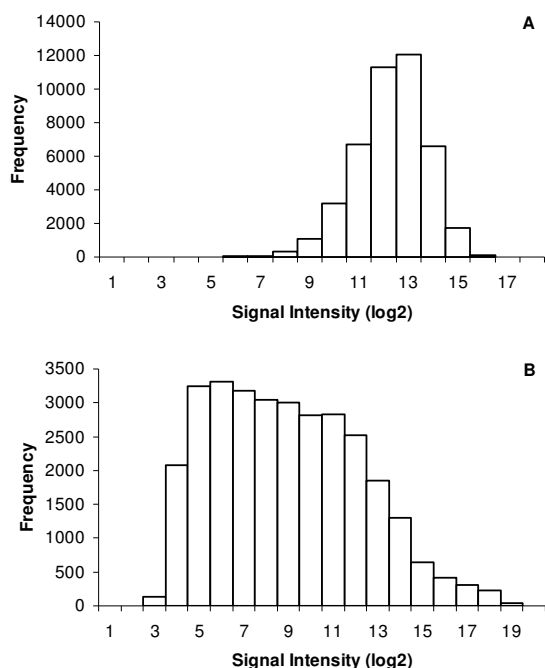 A
14000
12000
10000
8000
6000
4000
2000
0
Frequency
1 3 5 7 9 11 13 15 17
Signal Intensity (log2)
B
3500
3000
2500
2000
1500
1000
500
0
Frequency
1 3 5 7 9 11 13 15 17 19
Signal Intensity (log2)